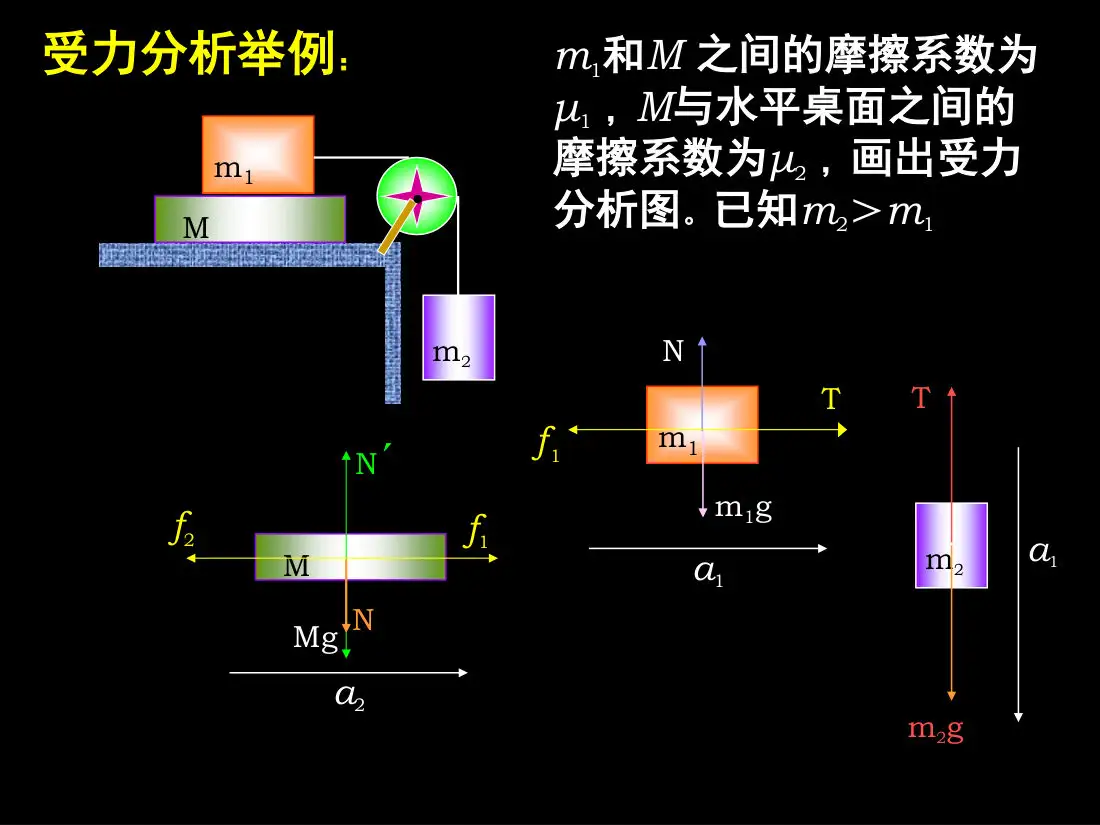 受力分析举例：
m₁和M 之间的摩擦系数为
μ₁，M与水平桌面之间的
摩擦系数为μ₂，画出受力
分析图。已知m₂＞m₁
m₁
M
m₂
N
f₁
T
m₁
m₁g
a₁
T
m₂
a₁
m₂g
N´
f₂
f₁
M
N
Mg
a₂